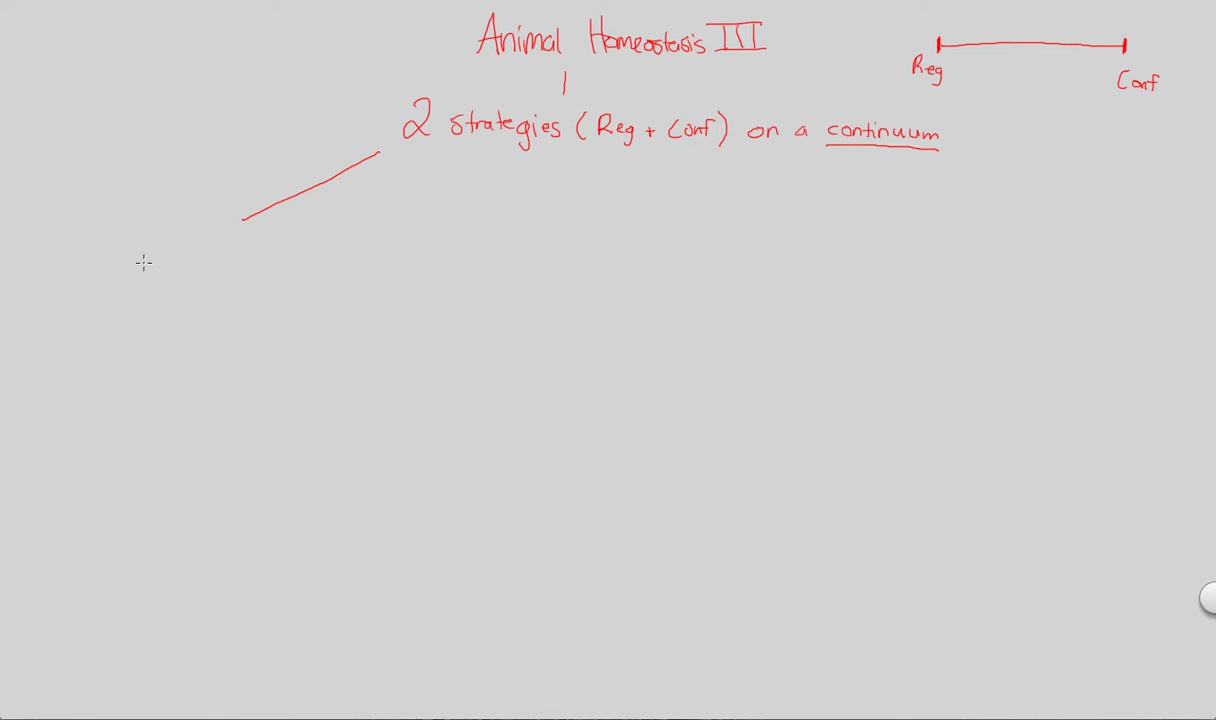 Animal Homeostasis III
Reg
Conf
2 strategies (Reg + Conf) on a continuum